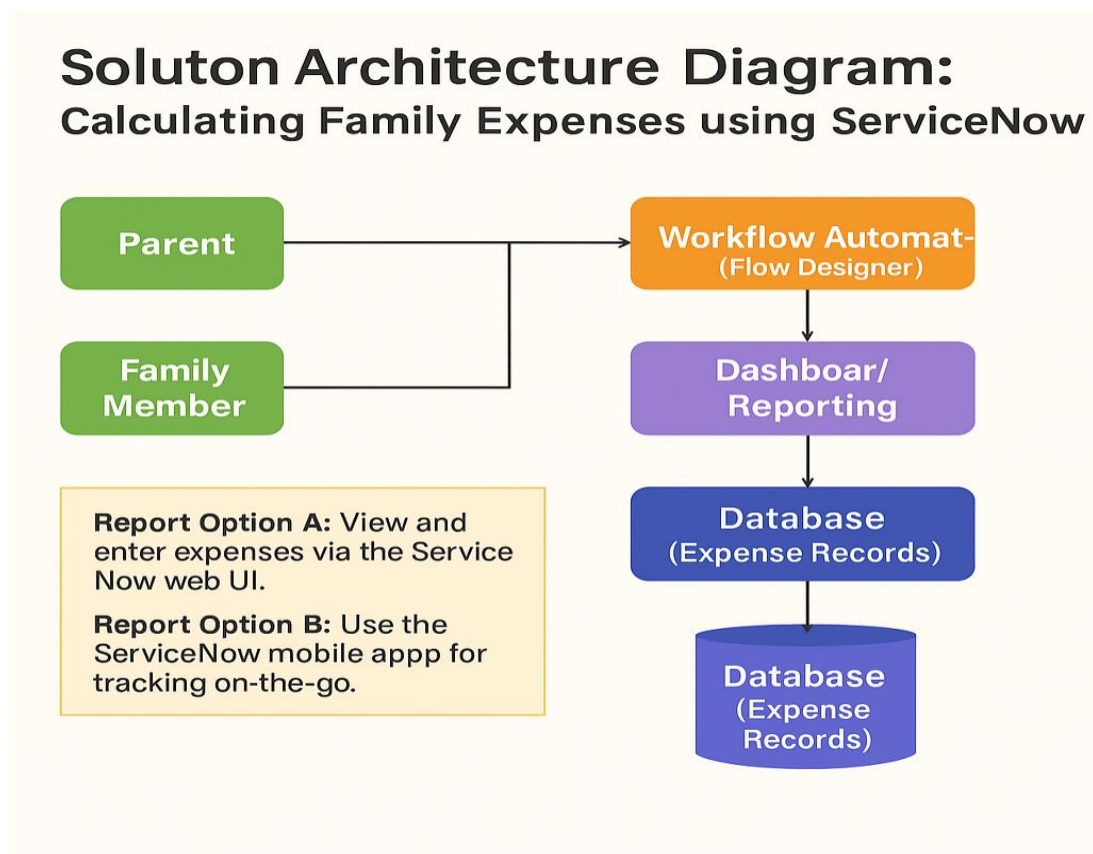 Soluton Architecture Diagram:
Calculating Family Expenses using ServiceNow
Parent
Workflow Automat-
(Flow Designer)
Family
Member
Dashboar/
Reporting
Report Option A: View and
enter expenses via the Service
Now web UI.
Report Option B: Use the
ServiceNow mobile appp for
tracking on-the-go.
Database
(Expense Records)
Database
(Expense
Records)